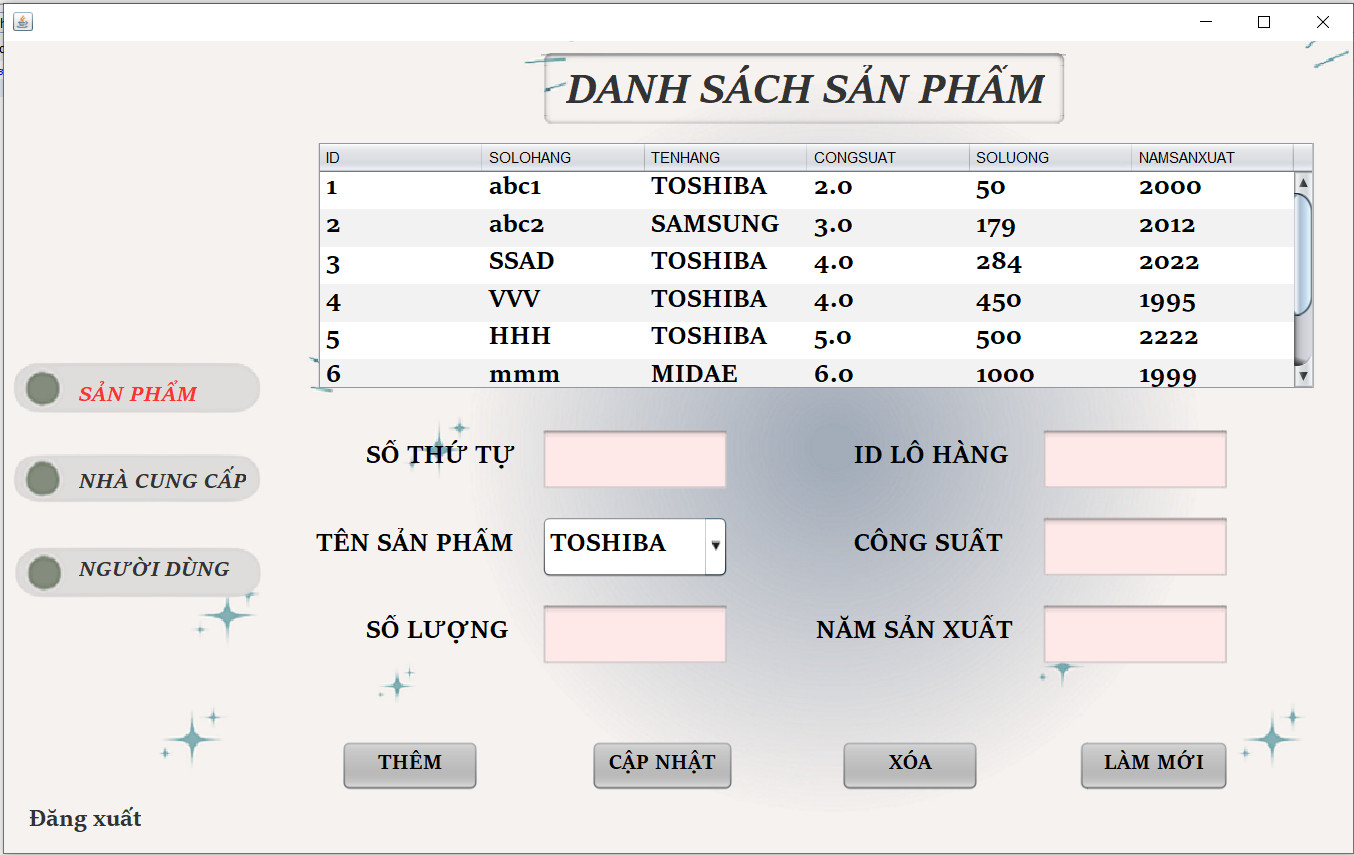 DANH SÁCH SẢN PHẨM
ID SOLOHANG TENHANG CONGSUAT SOLUONG NAMSANXUAT
1 abc1 TOSHIBA 2.0 50 2000
2 abc2 SAMSUNG 3.0 179 2012
3 SSAD TOSHIBA 4.0 284 2022
4 VVV TOSHIBA 4.0 450 1995
5 HHH TOSHIBA 5.0 500 2222
6 mmm MIDAE 6.0 1000 1999
SẢN PHẨM
NHÀ CUNG CẤP
NGƯỜI DÙNG
SỐ THỨ TỰ ID LÔ HÀNG
TÊN SẢN PHẨM TOSHIBA CÔNG SUẤT
SỐ LƯỢNG NĂM SẢN XUẤT
THÊM CẬP NHẬT XÓA LÀM MỚI
Đăng xuất